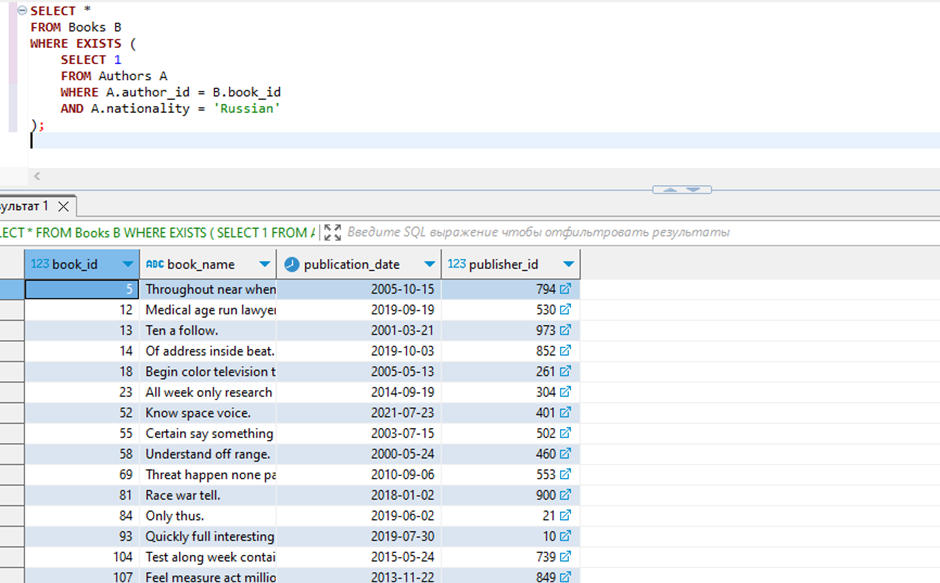 SELECT *
FROM Books B
WHERE EXISTS (
SELECT 1
FROM Authors A
WHERE A.author_id = B.book_id
AND A.nationality = 'Russian'
);
ультат 1
LECT * FROM Books B WHERE EXISTS ( SELECT 1 FROM A Введите SQL выражение чтобы отфильтровать результаты
123 book_id ABC book_name publication_date 123 publisher_id
5 Throughout near when 2005-10-15 794
12 Medical age run lawye 2019-09-19 530
13 Ten a follow. 2001-03-21 973
14 Of address inside beat. 2019-10-03 852
18 Begin color television t 2005-05-13 261
23 All week only research 2014-09-19 304
52 Know space voice. 2021-07-23 401
55 Certain say something 2003-07-15 502
58 Understand off range. 2000-05-24 460
69 Threat happen none pa 2010-09-06 553
81 Race war tell. 2018-01-02 900
84 Only thus. 2019-06-02 21
93 Quickly full interesting 2019-07-30 10
104 Test along week contai 2015-05-24 739
107 Feel measure act millio 2013-11-22 849